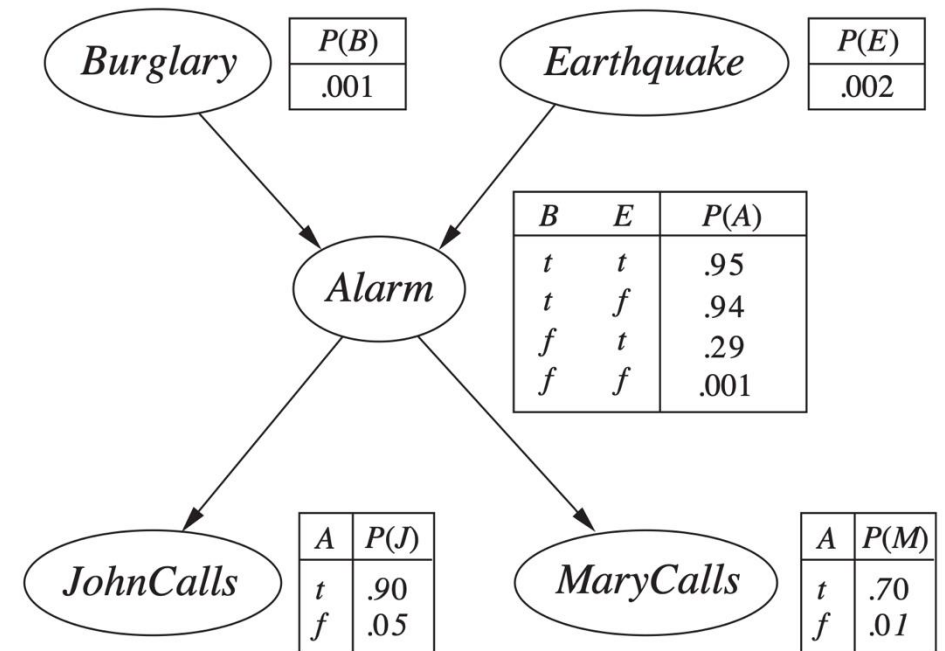 Burglary
P(B)
.001
Earthquake
P(E)
.002
Alarm
B E P(A)
t t .95
t f .94
f t .29
f f .001
JohnCalls
A P(J)
t .90
f .05
MaryCalls
A P(M)
t .70
f .01